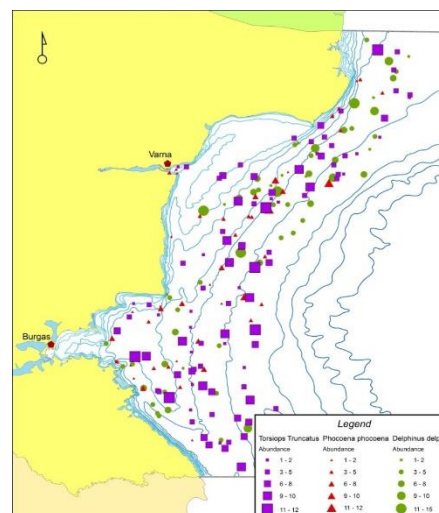 Varna
Burgas
Legend
Torsiops Truncatus Phocoena phocoena Delphinus delp
Abundance Abundance Abundance
1 - 2 1 - 2 1 - 2
3 - 5 3 - 5 3 - 5
6 - 8 6 - 8 6 - 8
9 - 10 9 - 10 9 - 10
11 - 12 11 - 12 11 - 15